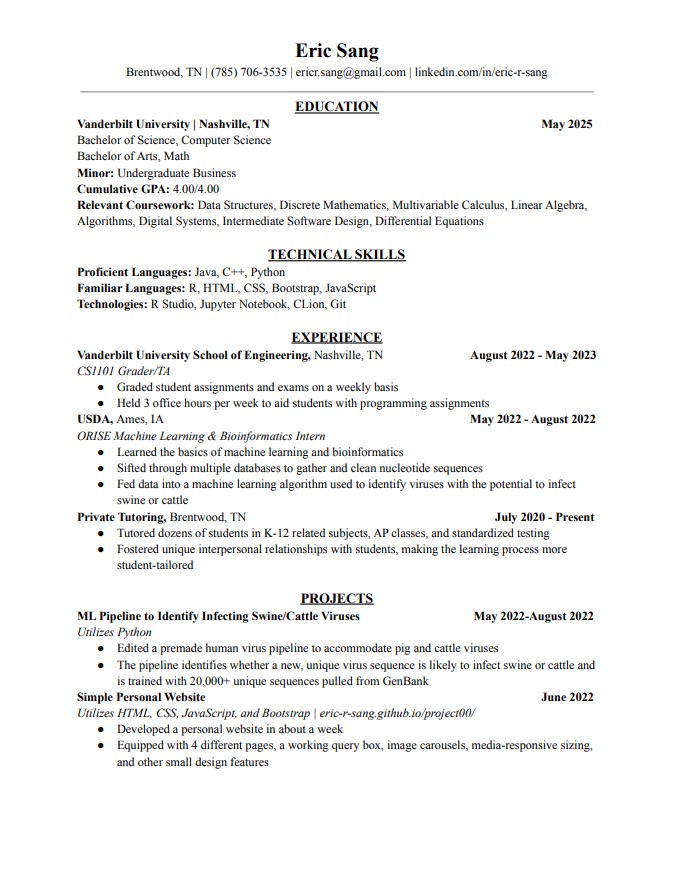 Eric Sang
Brentwood, TN | (785) 706-3535 | ericr.sang@gmail.com | linkedin.com/in/eric-r-sang
EDUCATION
Vanderbilt University | Nashville, TN May 2025
Bachelor of Science, Computer Science
Bachelor of Arts, Math
Minor: Undergraduate Business
Cumulative GPA: 4.00/4.00
Relevant Coursework: Data Structures, Discrete Mathematics, Multivariable Calculus, Linear Algebra,
Algorithms, Digital Systems, Intermediate Software Design, Differential Equations
TECHNICAL SKILLS
Proficient Languages: Java, C++, Python
Familiar Languages: R, HTML, CSS, Bootstrap, JavaScript
Technologies: R Studio, Jupyter Notebook, CLion, Git
EXPERIENCE
Vanderbilt University School of Engineering, Nashville, TN August 2022 - May 2023
CS1101 Grader/TA
● Graded student assignments and exams on a weekly basis
● Held 3 office hours per week to aid students with programming assignments
USDA, Ames, IA May 2022 - August 2022
ORISE Machine Learning & Bioinformatics Intern
● Learned the basics of machine learning and bioinformatics
● Sifted through multiple databases to gather and clean nucleotide sequences
● Fed data into a machine learning algorithm used to identify viruses with the potential to infect
swine or cattle
Private Tutoring, Brentwood, TN July 2020 - Present
● Tutored dozens of students in K-12 related subjects, AP classes, and standardized testing
● Fostered unique interpersonal relationships with students, making the learning process more
student-tailored
PROJECTS
ML Pipeline to Identify Infecting Swine/Cattle Viruses May 2022-August 2022
Utilizes Python
● Edited a premade human virus pipeline to accommodate pig and cattle viruses
● The pipeline identifies whether a new, unique virus sequence is likely to infect swine or cattle and
is trained with 20,000+ unique sequences pulled from GenBank
Simple Personal Website June 2022
Utilizes HTML, CSS, JavaScript, and Bootstrap | eric-r-sang.github.io/project00/
● Developed a personal website in about a week
● Equipped with 4 different pages, a working query box, image carousels, media-responsive sizing,
and other small design features